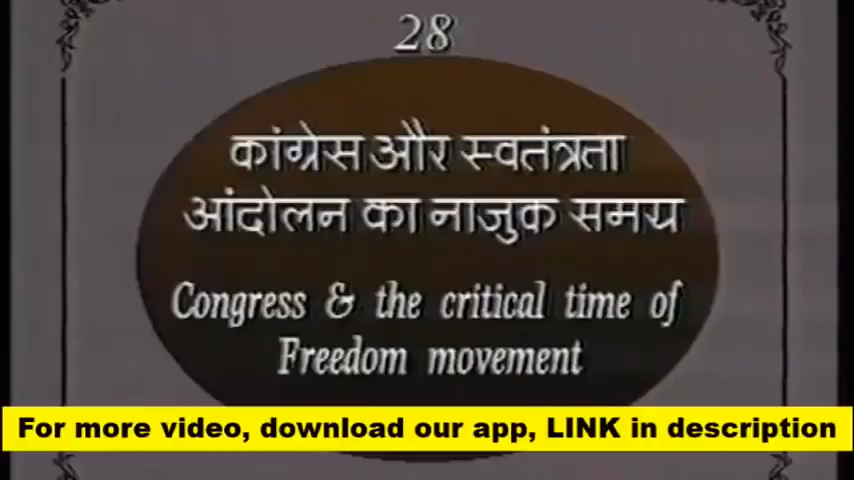 28
कांग्रेस और स्वतंत्रता
आंदोलन का नाजुक समय
Congress & the critical time of
Freedom movement
For more video, download our app, LINK in description